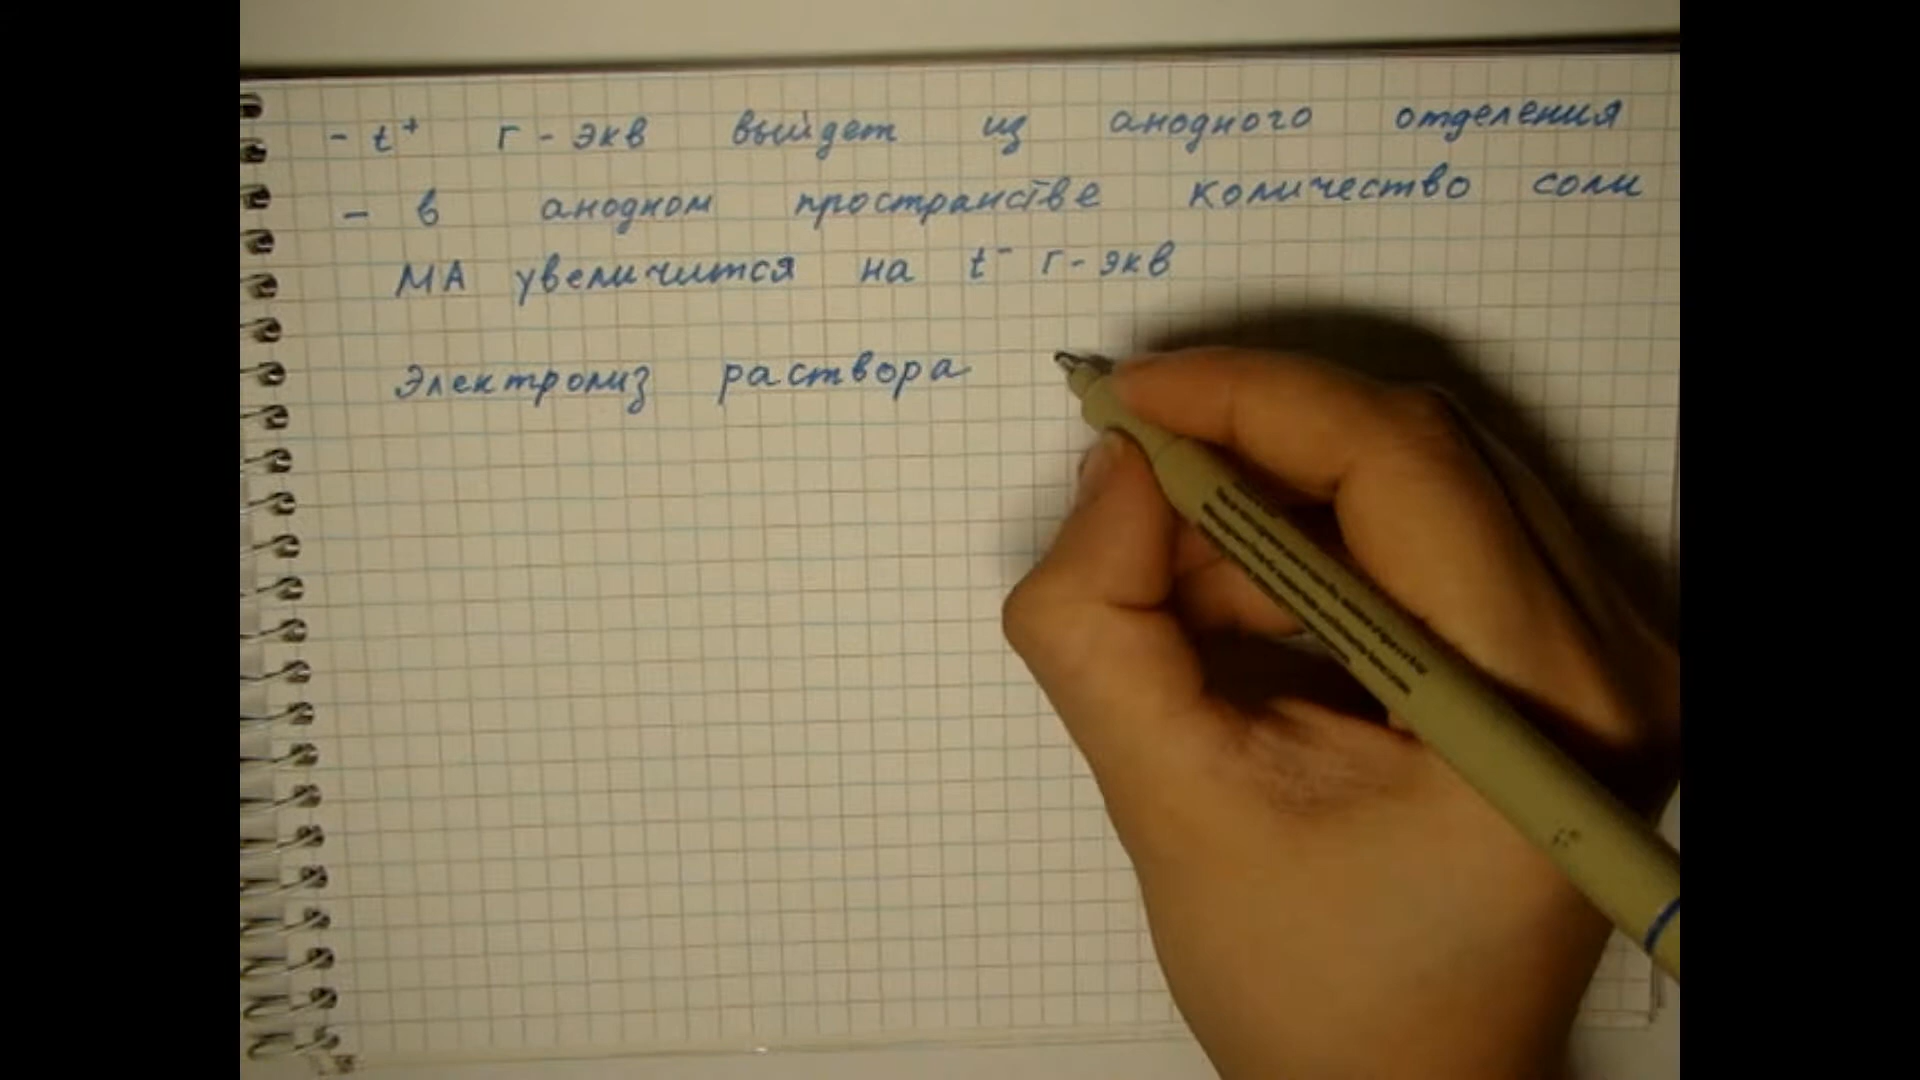 - t⁺ г-экв выйдет из анодного отделения
- в анодном пространстве количество соли
МА увеличится на t⁻ г-экв
Электролиз раствора